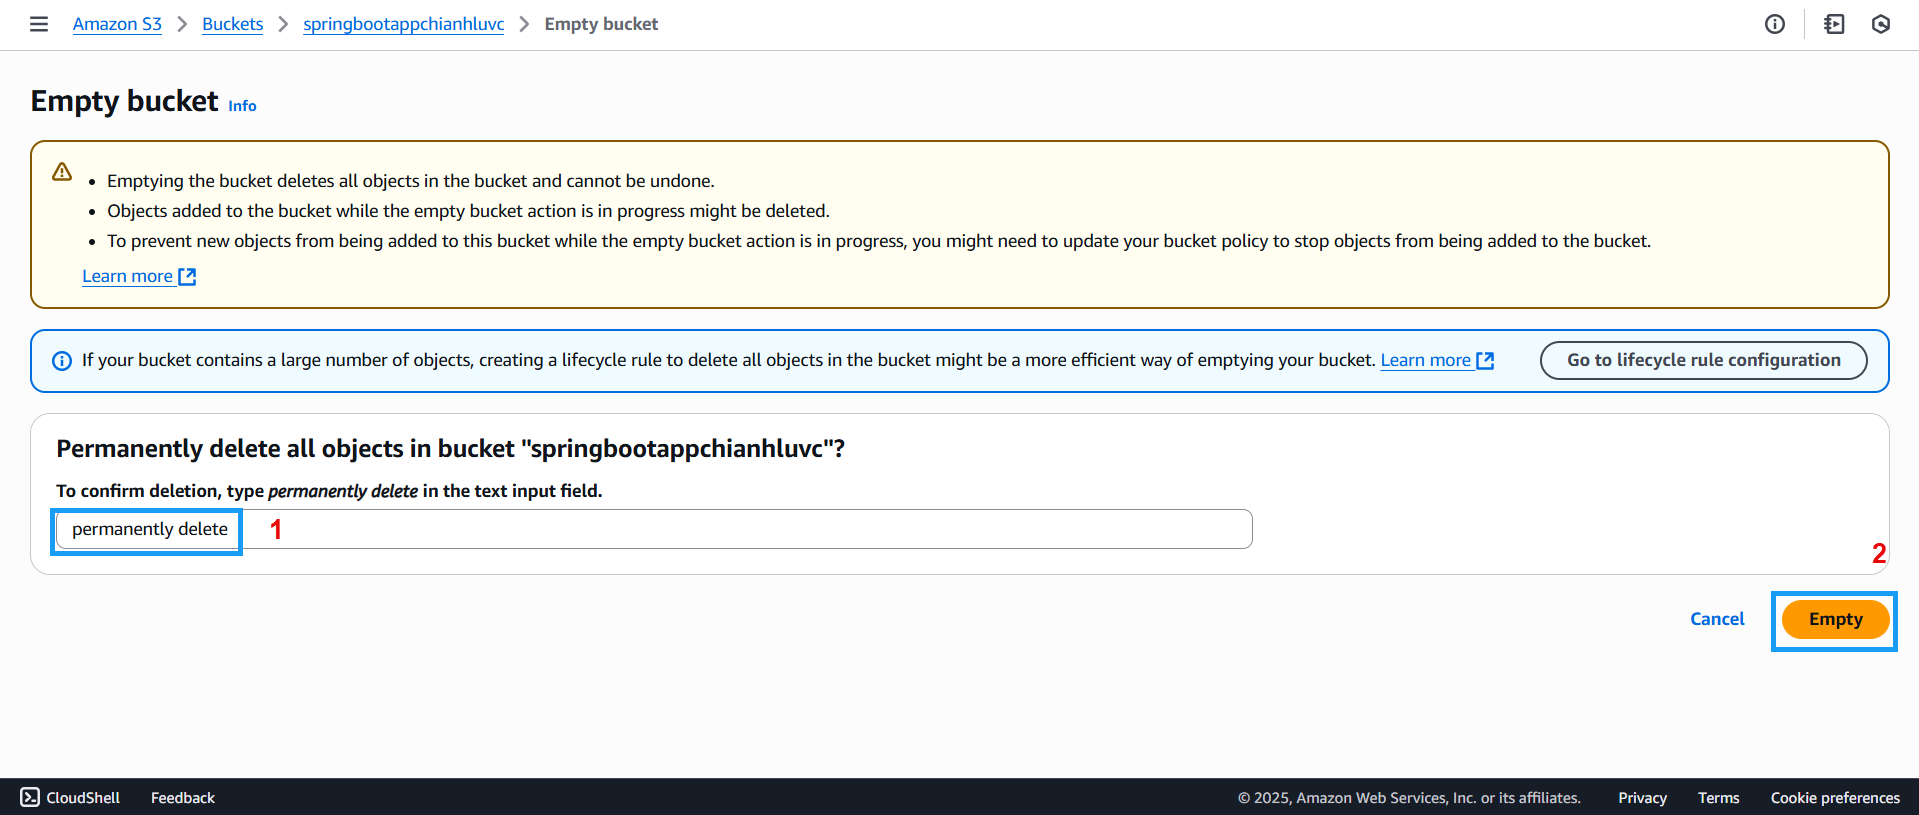 Amazon S3 > Buckets > springbootappchianhluvc > Empty bucket
Empty bucket Info
• Emptying the bucket deletes all objects in the bucket and cannot be undone.
• Objects added to the bucket while the empty bucket action is in progress might be deleted.
• To prevent new objects from being added to this bucket while the empty bucket action is in progress, you might need to update your bucket policy to stop objects from being added to the bucket.
Learn more
If your bucket contains a large number of objects, creating a lifecycle rule to delete all objects in the bucket might be a more efficient way of emptying your bucket. Learn more Go to lifecycle rule configuration
Permanently delete all objects in bucket "springbootappchianhluvc"?
To confirm deletion, type permanently delete in the text input field.
permanently delete 1
2
Cancel Empty
CloudShell Feedback © 2025, Amazon Web Services, Inc. or its affiliates. Privacy Terms Cookie preferences